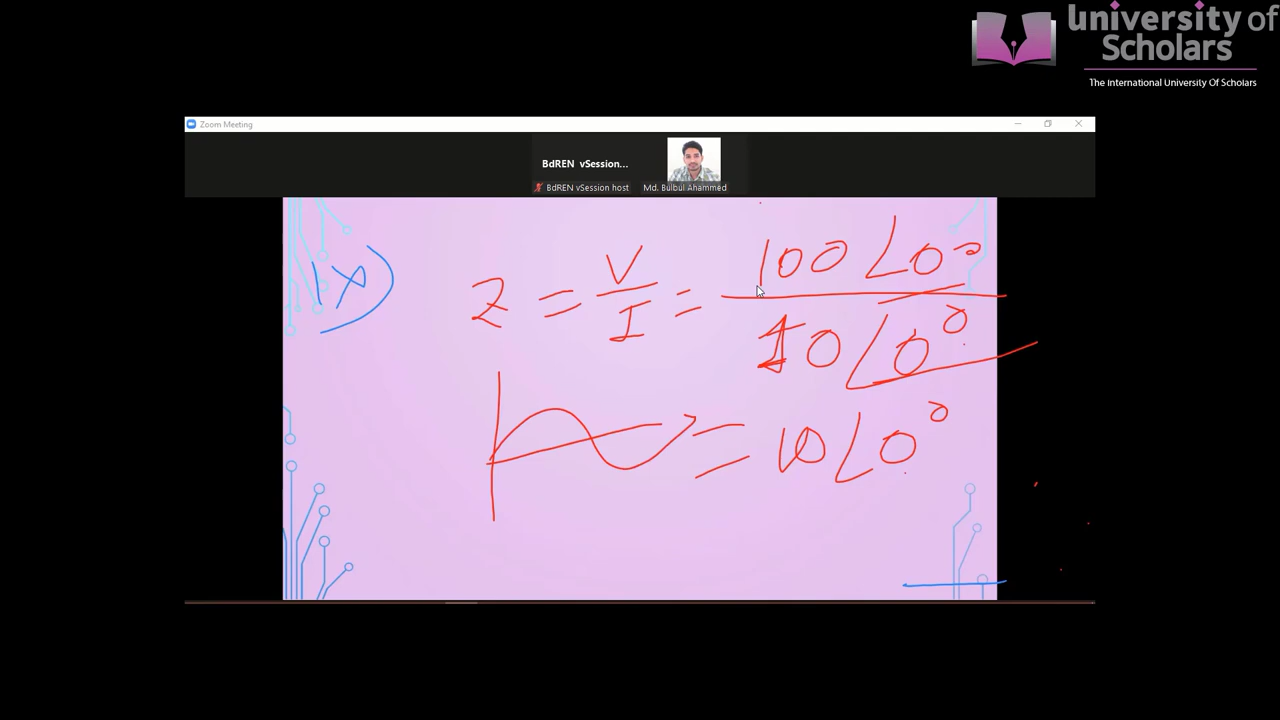 University of
Scholars
The International University Of Scholars
Zoom Meeting
BdREN vSession...
BdREN vSession host
Md. Bulbul Ahammed
Z = V/I = 100∠0° / 10∠0°
= 10∠0°